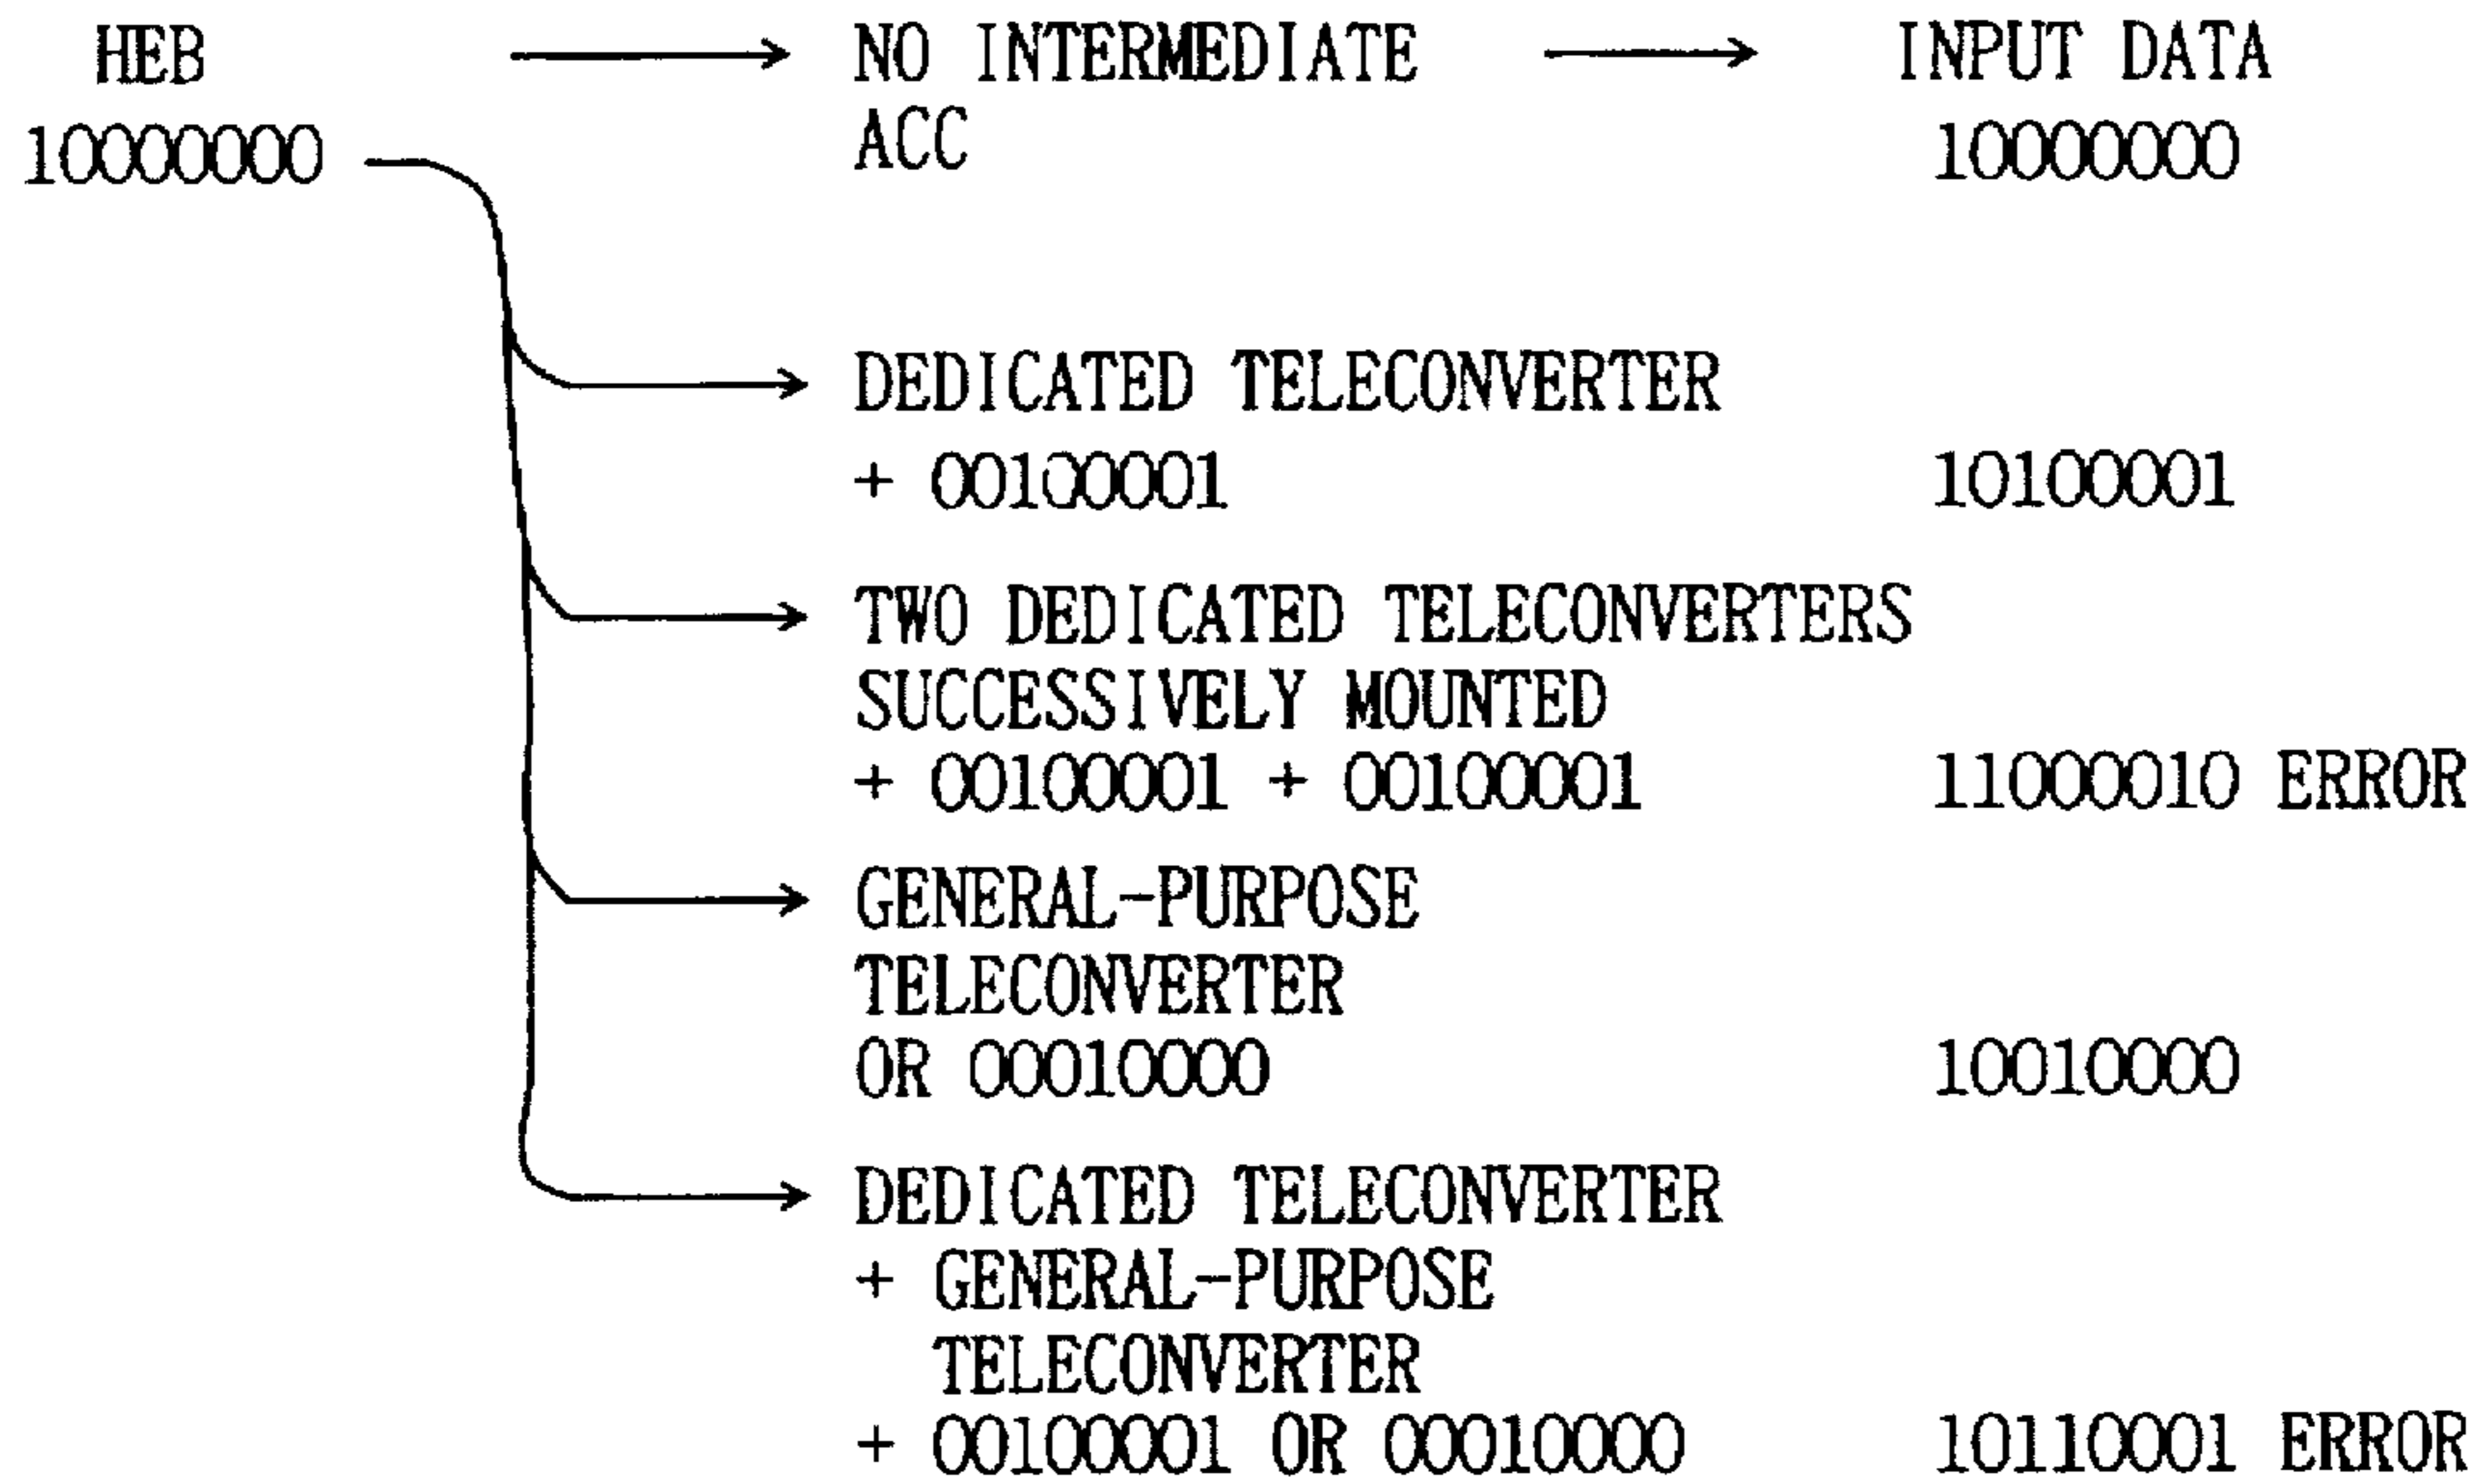 HEB NO INTERMEDIATE INPUT DATA
10000000 ACC 10000000
DEDICATED TELECONVERTER
+ 00100001 10100001
TWO DEDICATED TELECONVERTERS
SUCCESSIVELY MOUNTED
+ 00100001 + 00100001 11000010 ERROR
GENERAL-PURPOSE
TELECONVERTER
OR 00010000 10010000
DEDICATED TELECONVERTER
+ GENERAL-PURPOSE
TELECONVERTER
+ 00100001 OR 00010000 10110001 ERROR